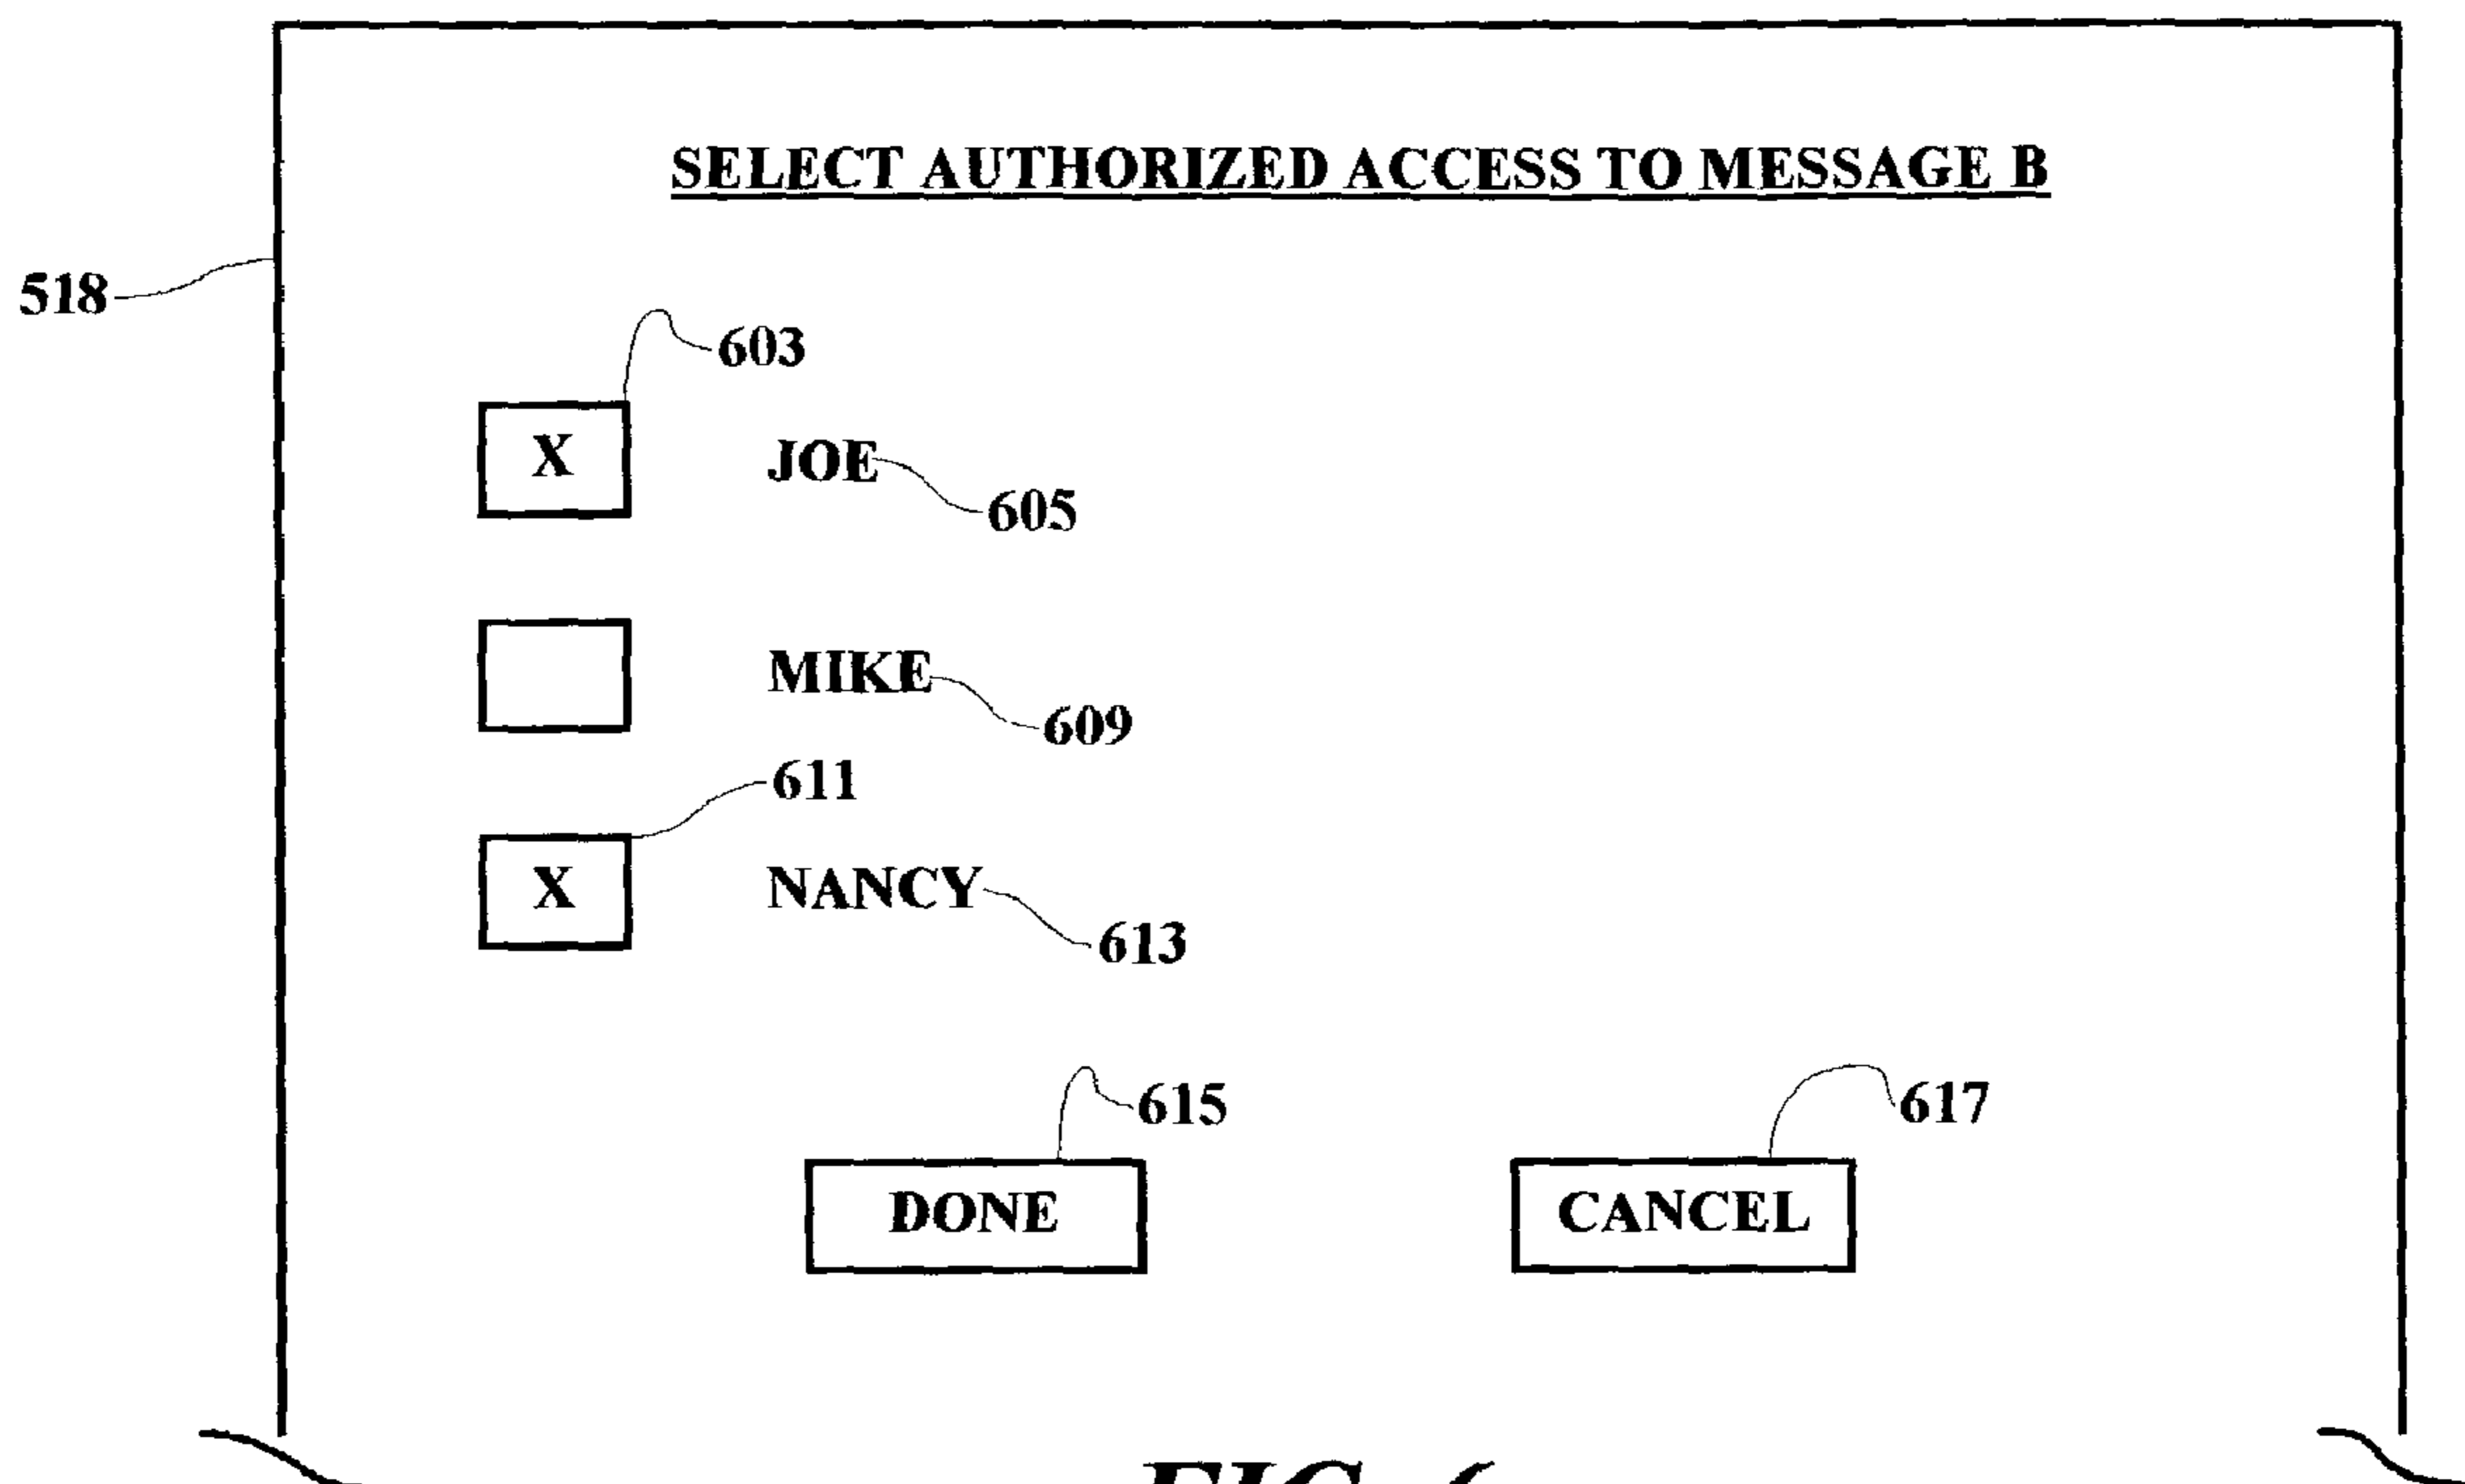 SELECT AUTHORIZED ACCESS TO MESSAGE B
518
603
X JOE
605
MIKE
609
611
X NANCY
613
615
617
DONE CANCEL